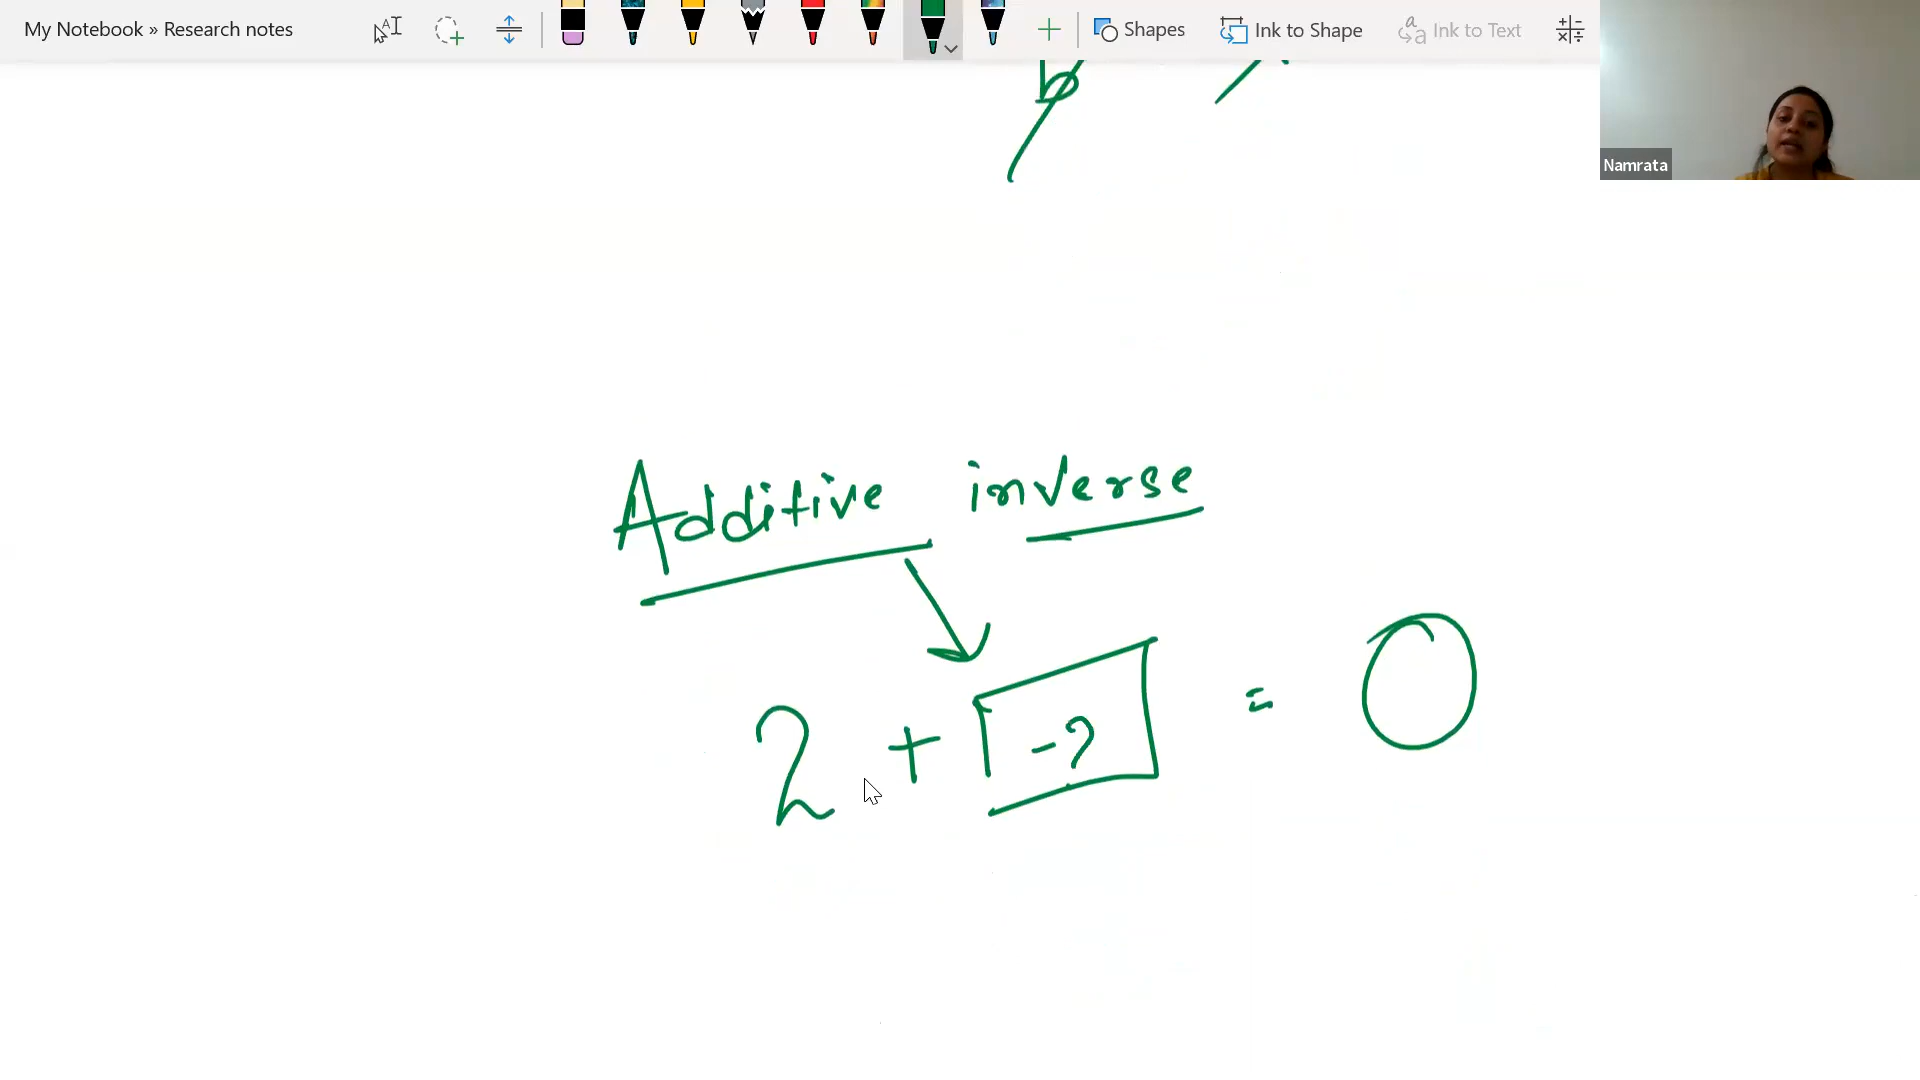 My Notebook » Research notes
Shapes
Ink to Shape
Ink to Text
Namrata
b
Additive inverse
2 + -2 = 0